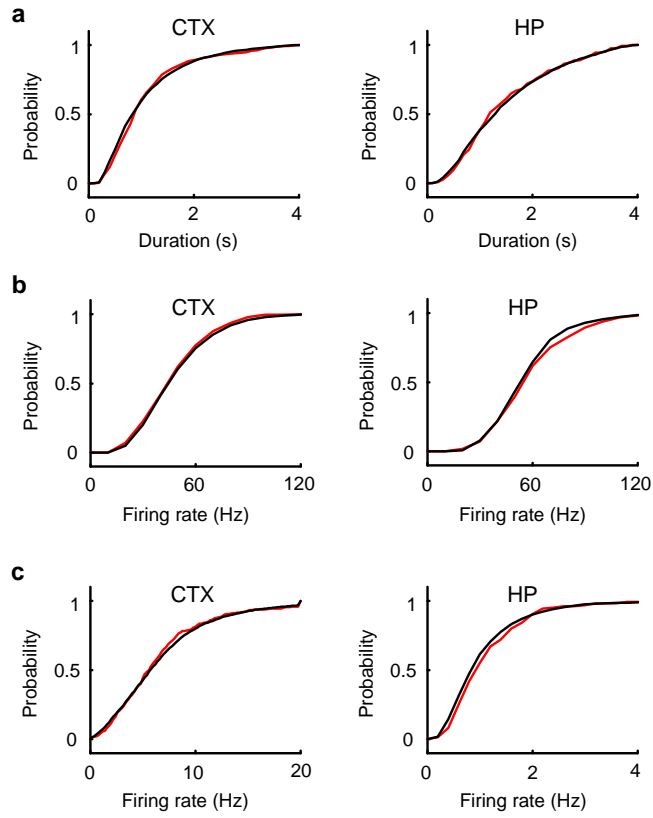 a
CTX
HP
1
0.5
0
Probability
0 2 4
Duration (s)
1
0.5
0
Probability
0 2 4
Duration (s)
b
CTX
HP
1
0.5
0
Probability
0 60 120
Firing rate (Hz)
1
0.5
0
Probability
0 60 120
Firing rate (Hz)
c
CTX
HP
1
0.5
0
Probability
0 10 20
Firing rate (Hz)
1
0.5
0
Probability
0 2 4
Firing rate (Hz)